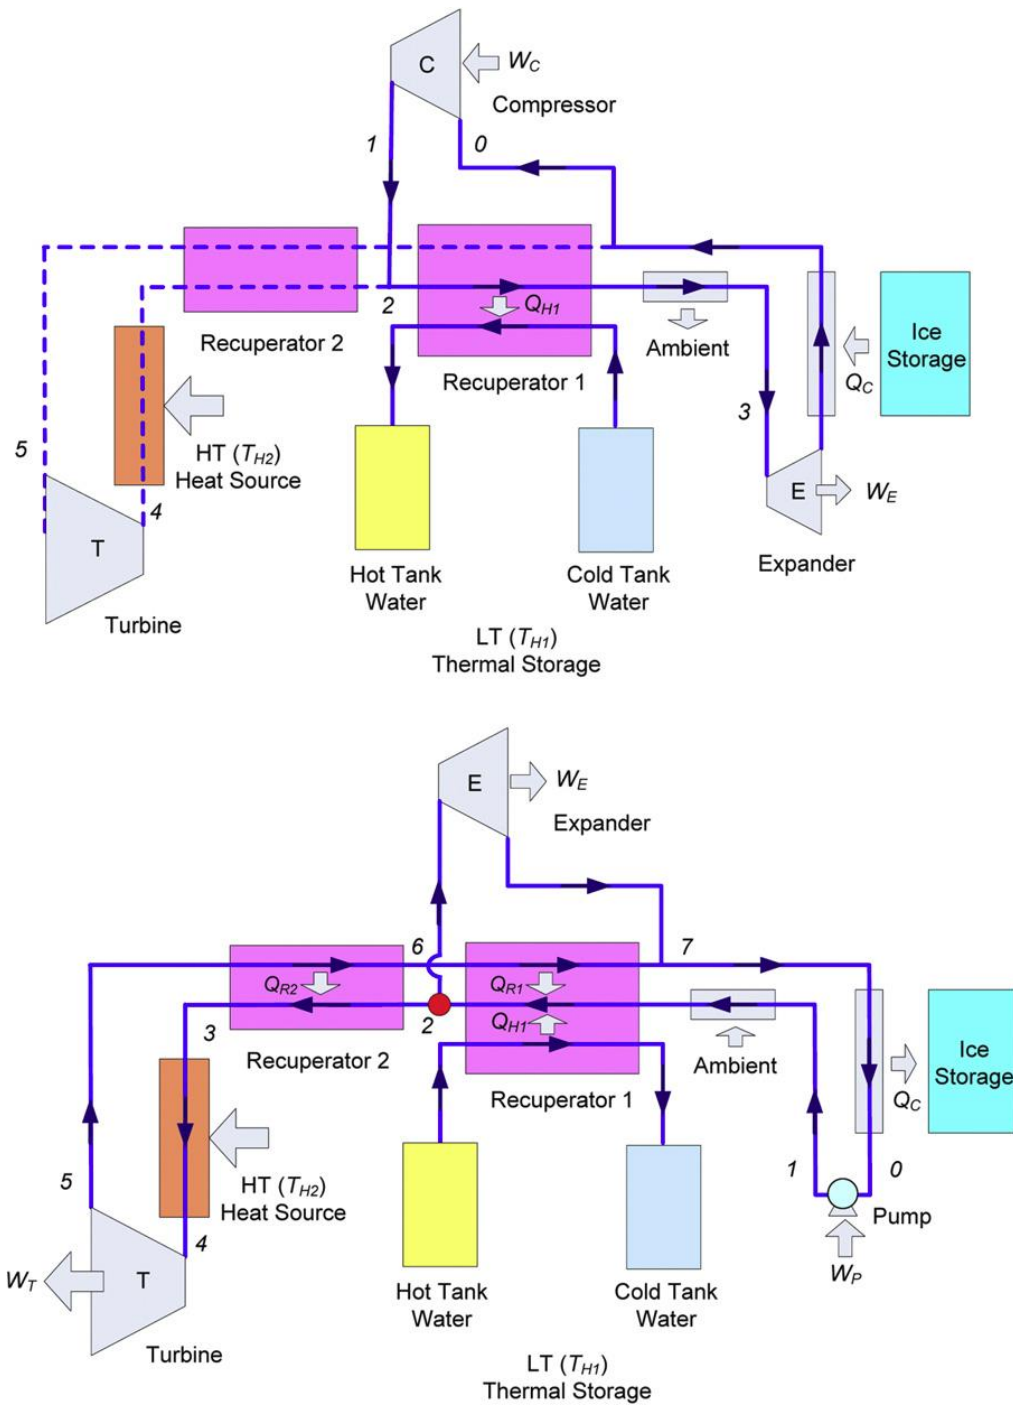 C
W_C
Compressor
1
0
2
Q_H1
Recuperator 2
Recuperator 1
Ambient
Ice
Storage
Q_C
3
5
HT (T_H2)
Heat Source
4
E
W_E
T
Expander
Turbine
Hot Tank
Water
Cold Tank
Water
LT (T_H1)
Thermal Storage
E
W_E
Expander
6
7
Q_R2
Q_R1
3
2
Q_H1
Recuperator 2
Ambient
Recuperator 1
Ice
Storage
Q_C
5
HT (T_H2)
Heat Source
1
0
4
Pump
W_T
T
W_P
Hot Tank
Water
Cold Tank
Water
Turbine
LT (T_H1)
Thermal Storage